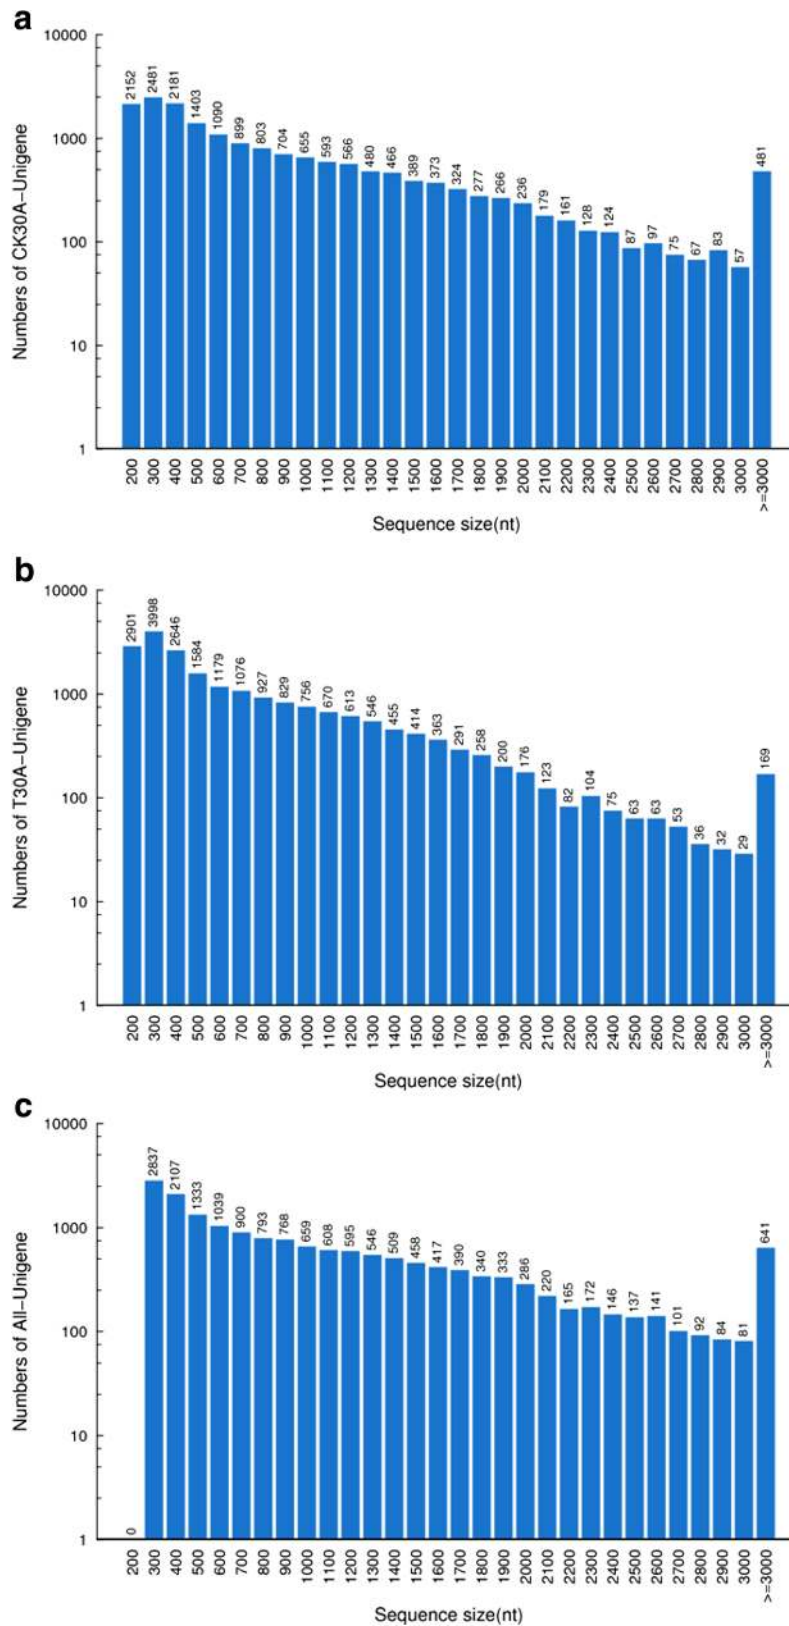 a
10000
1000
100
10
1
Numbers of CK30A-Unigene
2152 2481 2181 1403 1090 899 803 704 655 593 566 480 466 389 373 324 277 266 236 179 161 128 124 87 97 75 67 83 57 481
200 300 400 500 600 700 800 900 1000 1100 1200 1300 1400 1500 1600 1700 1800 1900 2000 2100 2200 2300 2400 2500 2600 2700 2800 2900 3000 >=3000
Sequence size(nt)
b
10000
1000
100
10
1
Numbers of T30A-Unigene
2901 3998 2646 1584 1179 1076 927 829 756 670 613 546 455 414 363 291 258 200 176 123 82 104 75 63 63 53 36 32 29 169
200 300 400 500 600 700 800 900 1000 1100 1200 1300 1400 1500 1600 1700 1800 1900 2000 2100 2200 2300 2400 2500 2600 2700 2800 2900 3000 >=3000
Sequence size(nt)
c
10000
1000
100
10
1
Numbers of All-Unigene
0 2837 2107 1333 1039 900 793 768 659 608 595 546 509 458 417 390 340 333 286 220 165 172 146 137 141 101 92 84 81 641
200 300 400 500 600 700 800 900 1000 1100 1200 1300 1400 1500 1600 1700 1800 1900 2000 2100 2200 2300 2400 2500 2600 2700 2800 2900 3000 >=3000
Sequence size(nt)